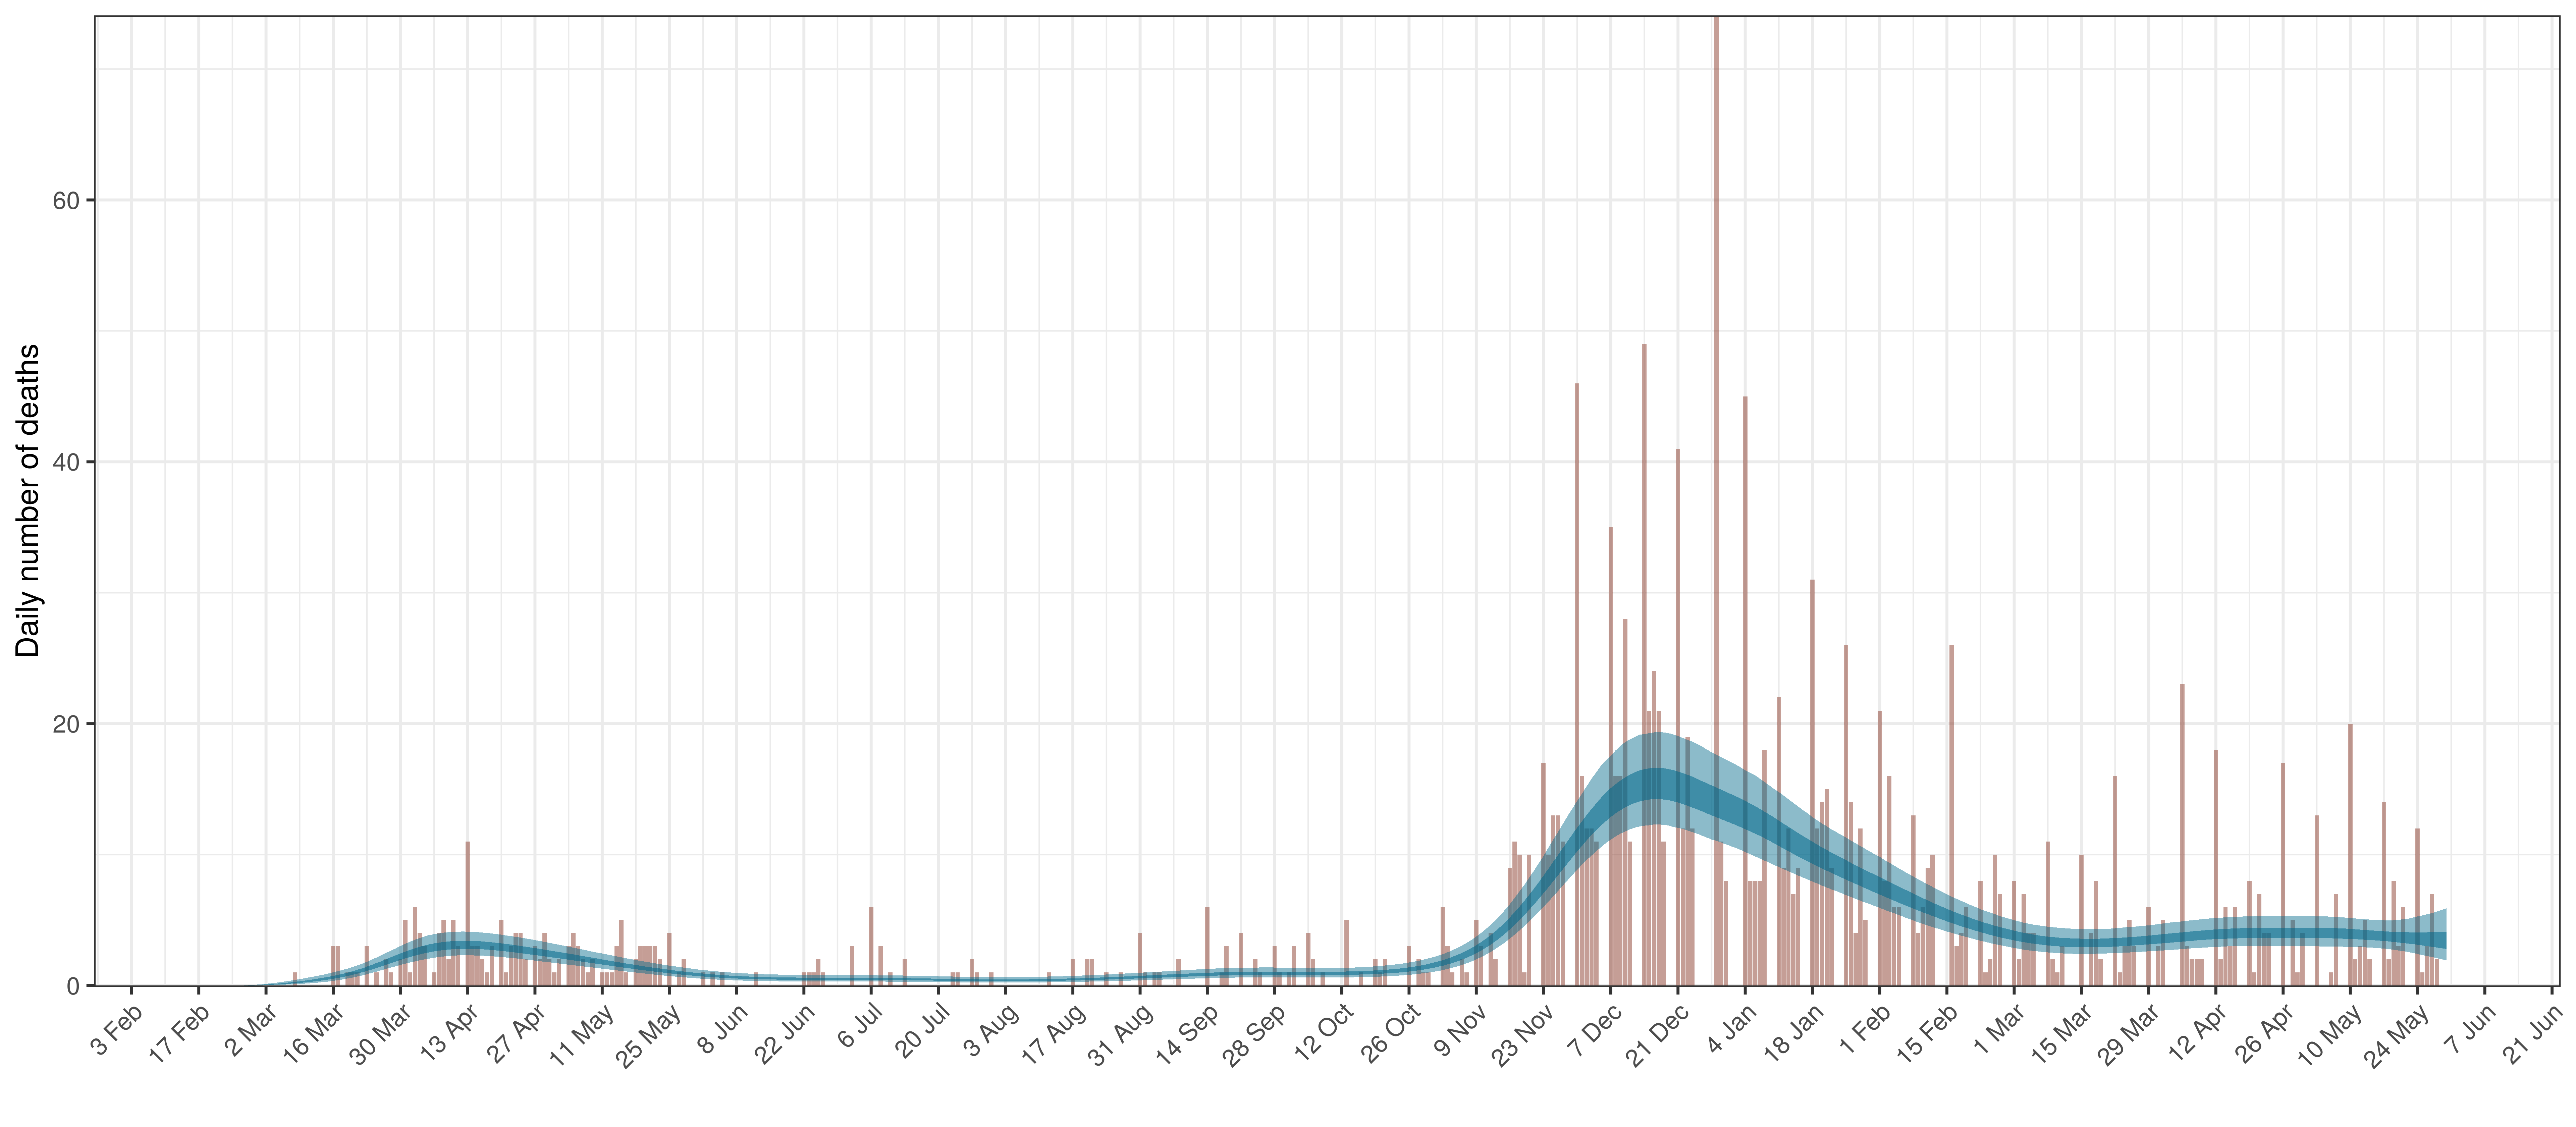 Daily number of deaths
60
40
20
0
3 Feb
17 Feb
2 Mar
16 Mar
30 Mar
13 Apr
27 Apr
11 May
25 May
8 Jun
22 Jun
6 Jul
20 Jul
3 Aug
17 Aug
31 Aug
14 Sep
28 Sep
12 Oct
26 Oct
9 Nov
23 Nov
7 Dec
21 Dec
4 Jan
18 Jan
1 Feb
15 Feb
1 Mar
15 Mar
29 Mar
12 Apr
26 Apr
10 May
24 May
7 Jun
21 Jun